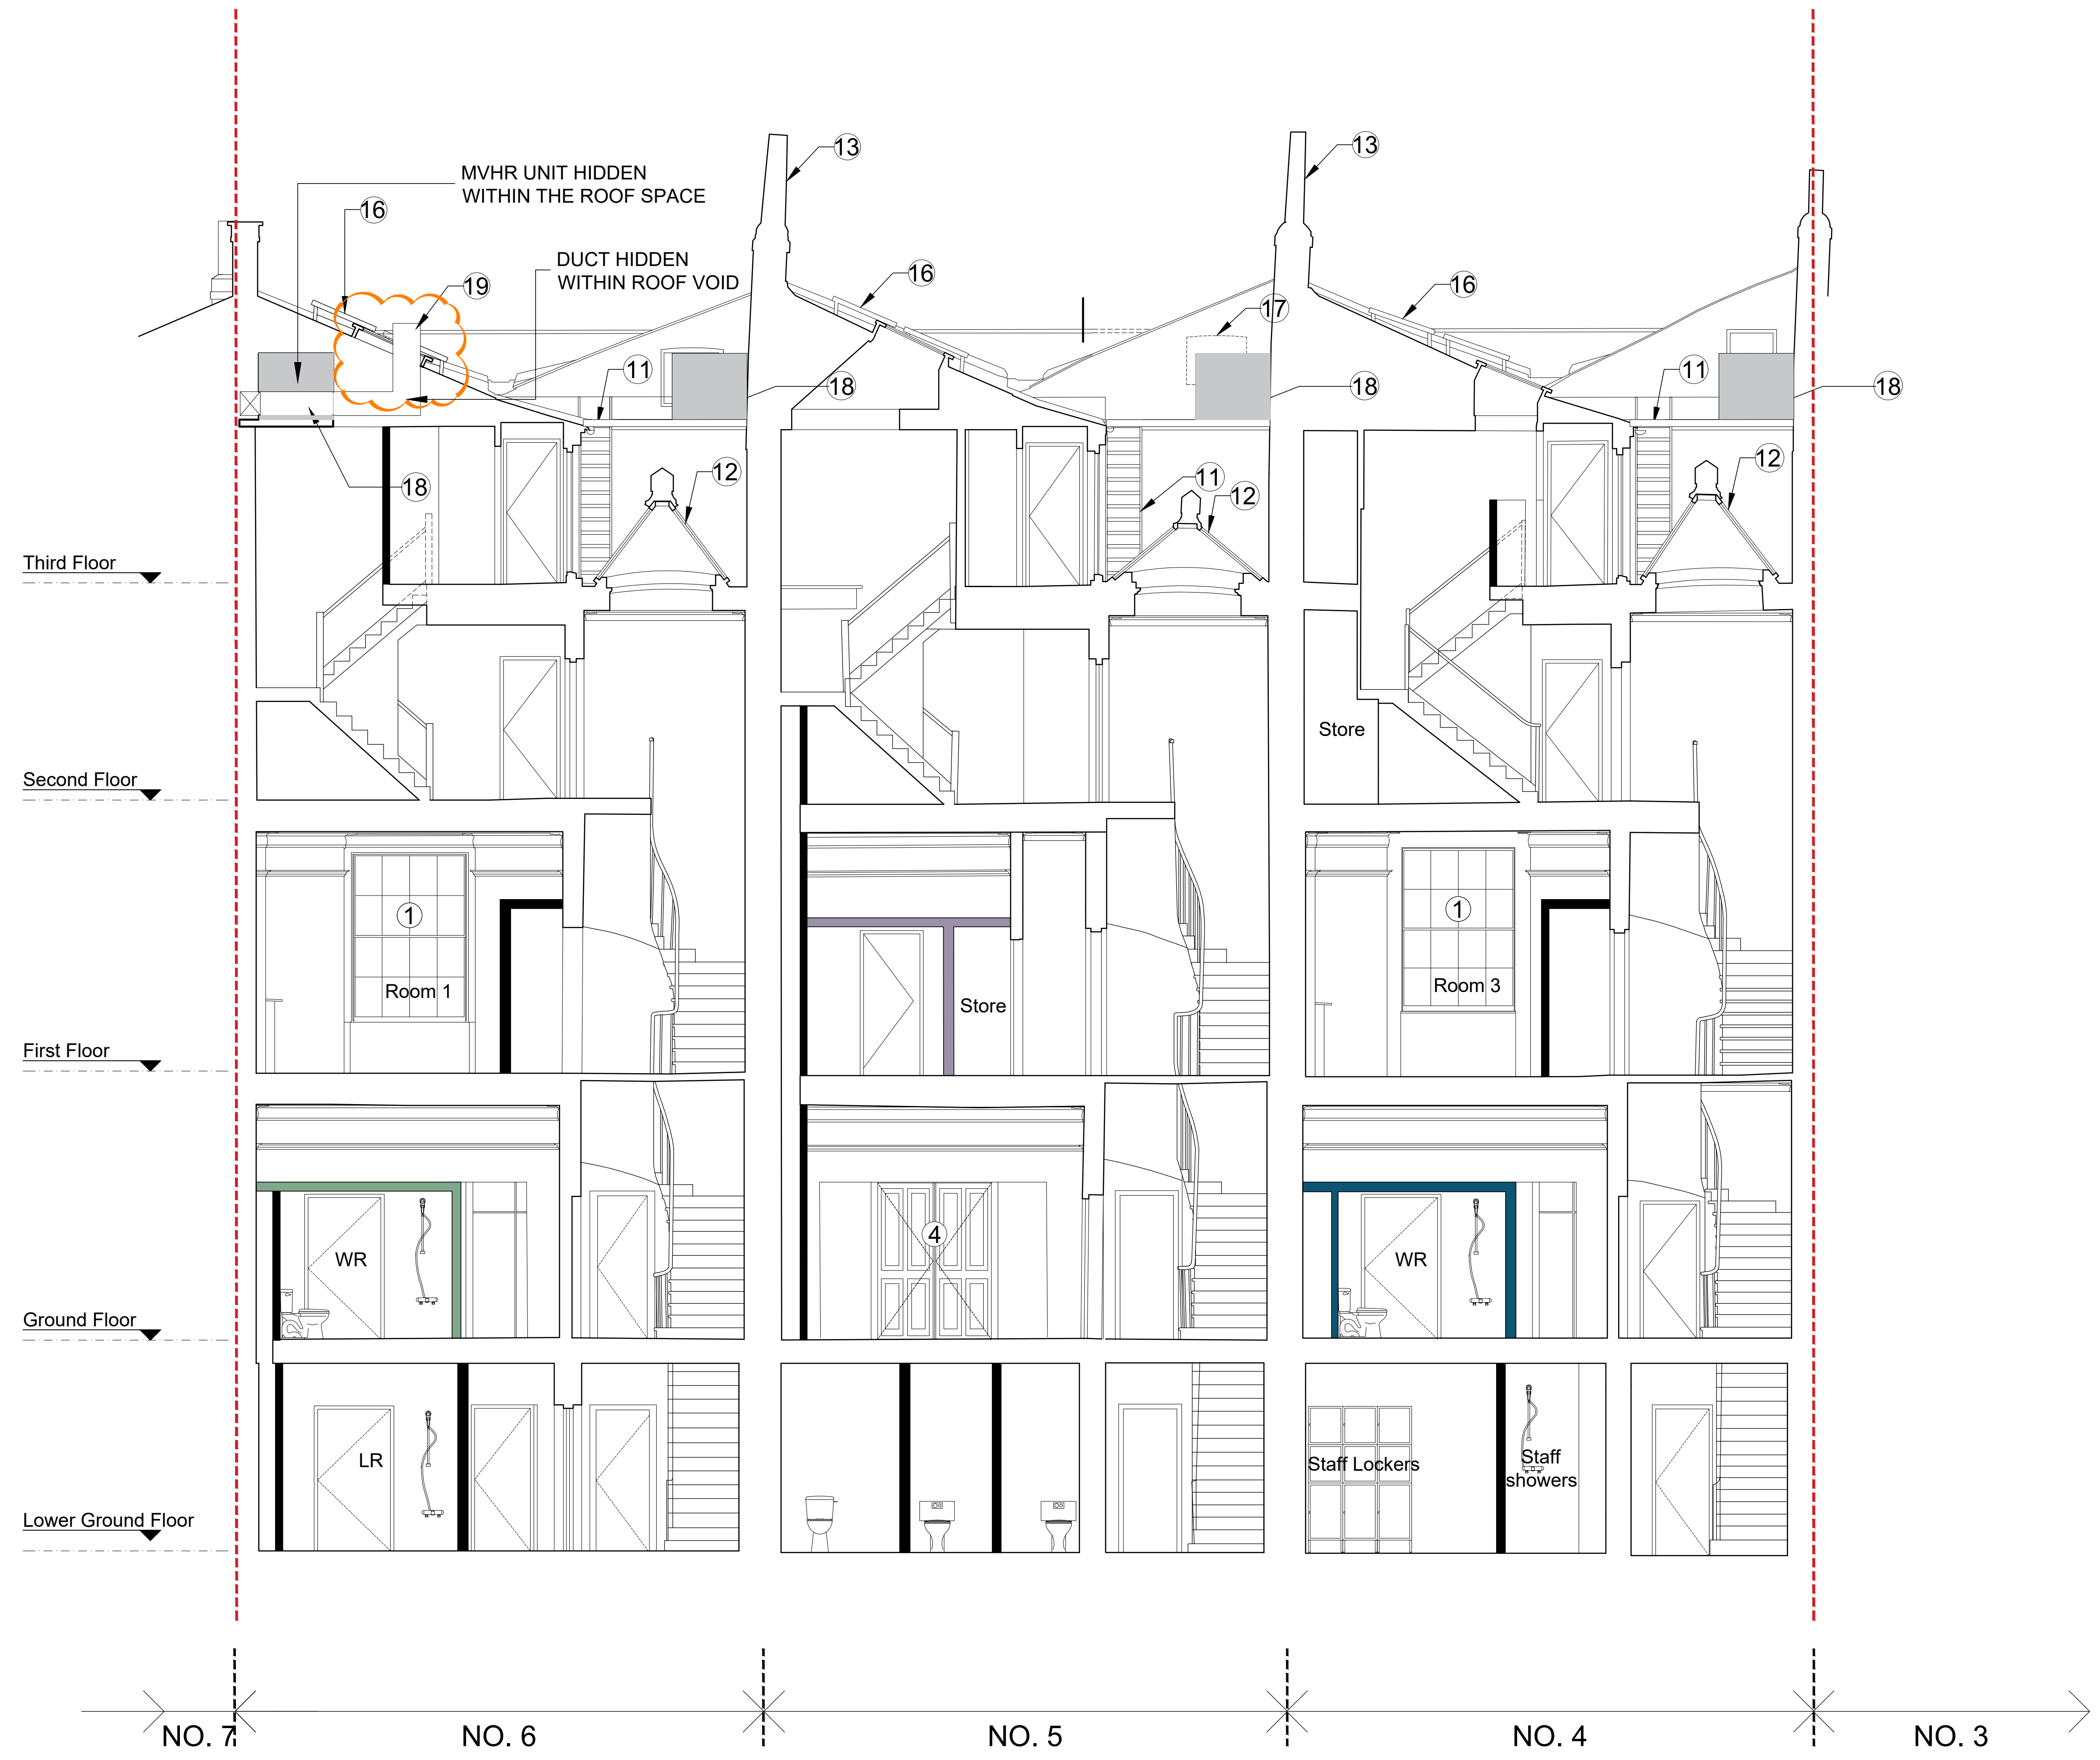 13
13
MVHR UNIT HIDDEN
WITHIN THE ROOF SPACE
16
DUCT HIDDEN
WITHIN ROOF VOID
19
16
16
17
11
18
18
11
18
18
12
11
12
12
Third Floor
Store
Second Floor
1
Room 1
Store
1
Room 3
First Floor
WR
4
WR
Ground Floor
LR
Staff Lockers
Staff
showers
Lower Ground Floor
NO. 7
NO. 6
NO. 5
NO. 4
NO. 3